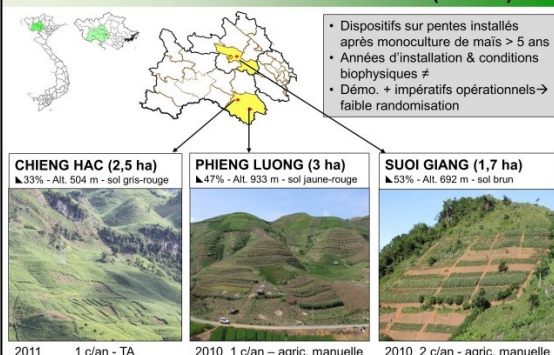 • Dispositifs sur pentes installés
après monoculture de maïs > 5 ans
• Années d'installation & conditions
biophysiques ≠
• Démo. + impératifs opérationnels→
faible randomisation
CHIENG HAC (2,5 ha)
◣33% - Alt. 504 m - sol gris-rouge
PHIENG LUONG (3 ha)
◣47% - Alt. 933 m - sol jaune-rouge
SUOI GIANG (1,7 ha)
◣53% - Alt. 692 m - sol brun
2011 1 c/an - TA
2010 1 c/an – agric. manuelle
2010 2 c/an - agric. manuelle